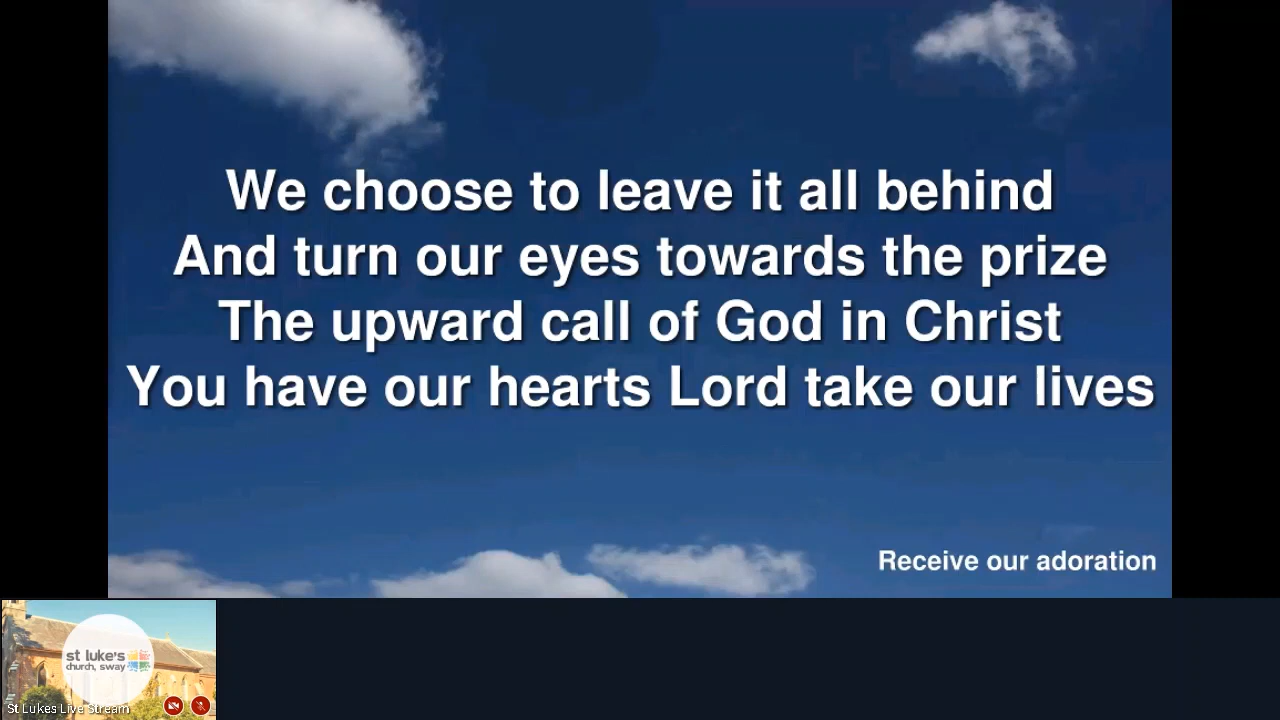 We choose to leave it all behind
And turn our eyes towards the prize
The upward call of God in Christ
You have our hearts Lord take our lives
Receive our adoration
st luke's
church, sway
St Lukes Live Stream